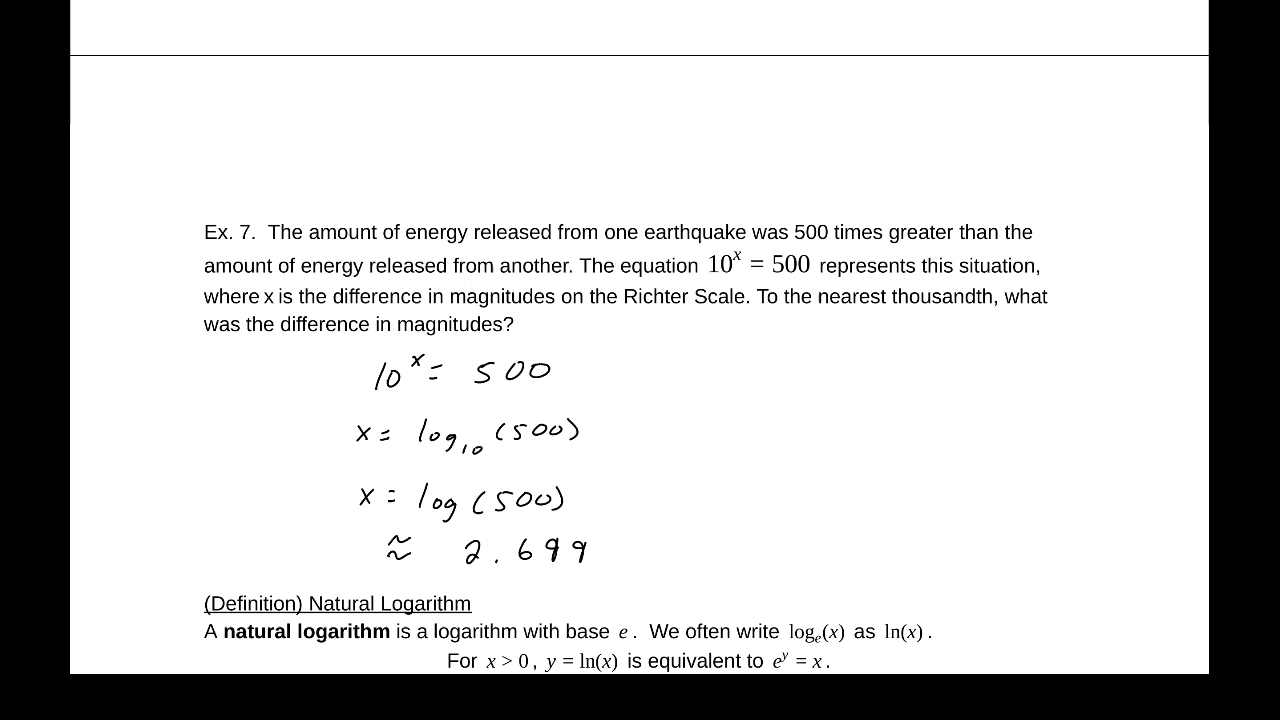 Ex. 7. The amount of energy released from one earthquake was 500 times greater than the
amount of energy released from another. The equation 10^x = 500 represents this situation,
where x is the difference in magnitudes on the Richter Scale. To the nearest thousandth, what
was the difference in magnitudes?
10^x = 500
x = log_10 (500)
x = log (500)
≈ 2.699
(Definition) Natural Logarithm
A natural logarithm is a logarithm with base e. We often write log_e(x) as ln(x).
For x > 0, y = ln(x) is equivalent to e^y = x.